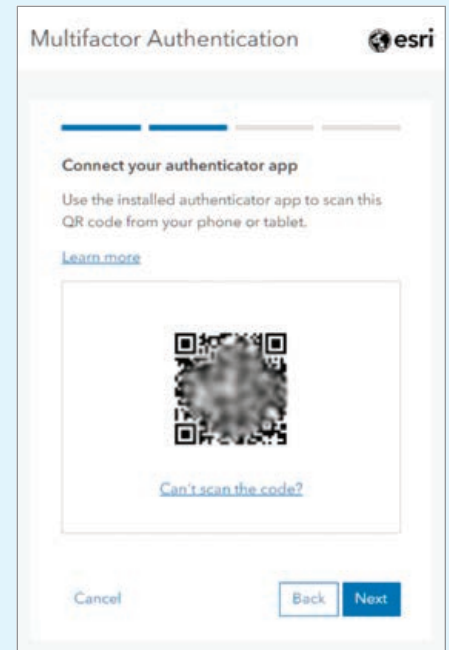 Multifactor Authentication esri
Connect your authenticator app
Use the installed authenticator app to scan this
QR code from your phone or tablet.
Learn more
Can't scan the code?
Cancel Back Next